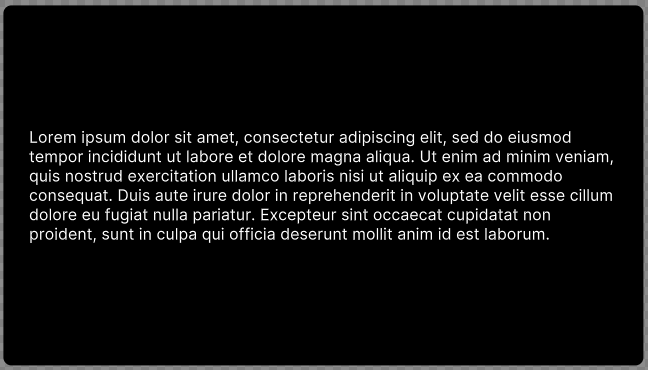 Lorem ipsum dolor sit amet, consectetur adipiscing elit, sed do eiusmod
tempor incididunt ut labore et dolore magna aliqua. Ut enim ad minim veniam,
quis nostrud exercitation ullamco laboris nisi ut aliquip ex ea commodo
consequat. Duis aute irure dolor in reprehenderit in voluptate velit esse cillum
dolore eu fugiat nulla pariatur. Excepteur sint occaecat cupidatat non
proident, sunt in culpa qui officia deserunt mollit anim id est laborum.